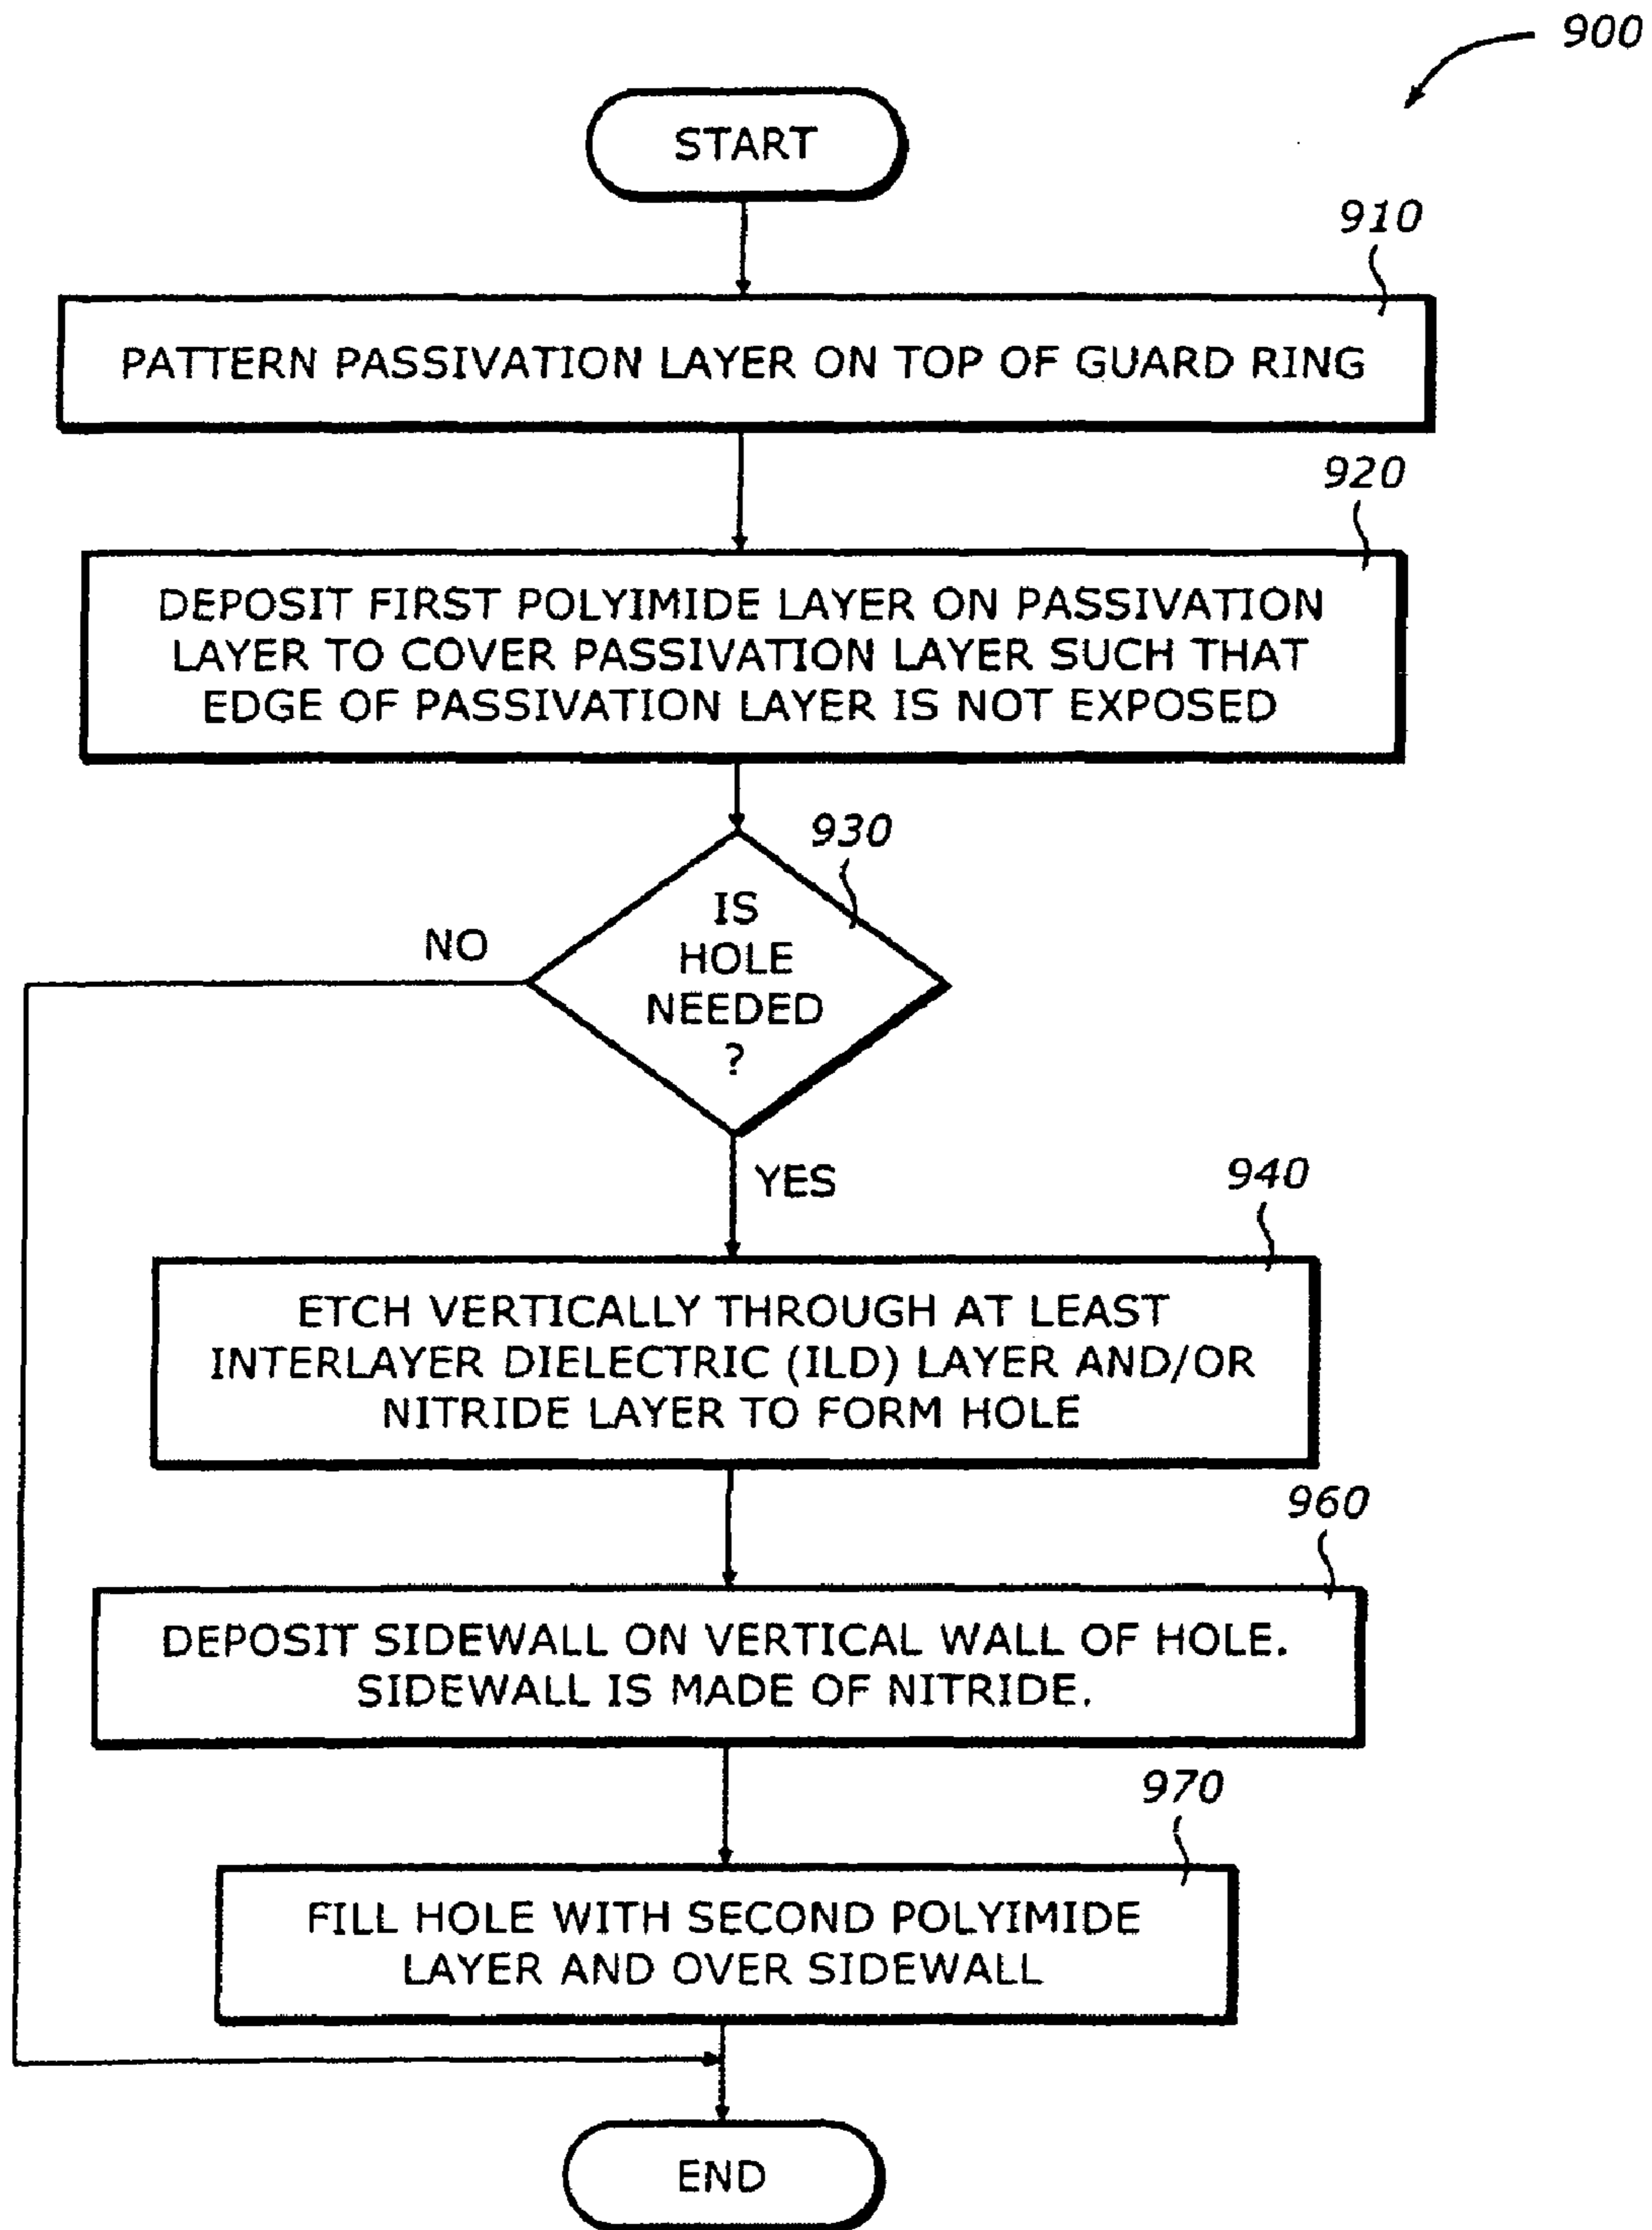 900
START
910
PATTERN PASSIVATION LAYER ON TOP OF GUARD RING
920
DEPOSIT FIRST POLYIMIDE LAYER ON PASSIVATION
LAYER TO COVER PASSIVATION LAYER SUCH THAT
EDGE OF PASSIVATION LAYER IS NOT EXPOSED
930
IS
HOLE
NEEDED
?
NO
YES
940
ETCH VERTICALLY THROUGH AT LEAST
INTERLAYER DIELECTRIC (ILD) LAYER AND/OR
NITRIDE LAYER TO FORM HOLE
960
DEPOSIT SIDEWALL ON VERTICAL WALL OF HOLE.
SIDEWALL IS MADE OF NITRIDE.
970
FILL HOLE WITH SECOND POLYIMIDE
LAYER AND OVER SIDEWALL
END